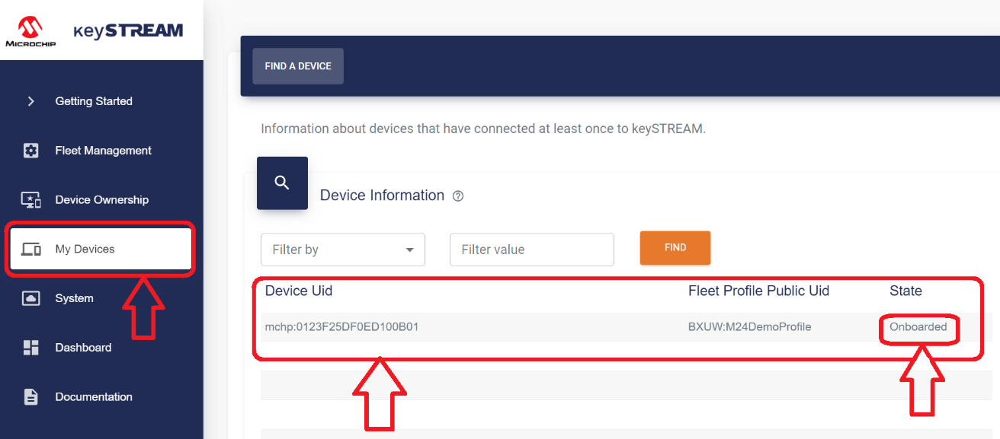 MICROCHIP
keySTREAM
Getting Started
Fleet Management
Device Ownership
My Devices
System
Dashboard
Documentation
FIND A DEVICE
Information about devices that have connected at least once to keySTREAM.
Device Information
Filter by
Filter value
FIND
Device Uid Fleet Profile Public Uid State
mchp:0123F25DF0ED100B01 BXUW:M24DemoProfile Onboarded